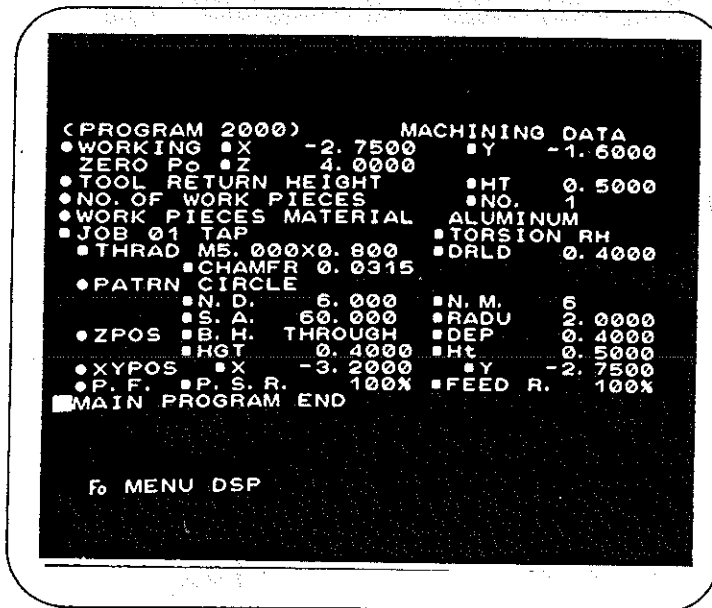 (PROGRAM 2000) MACHINING DATA
●WORKING ■X -2.7500 ■Y -1.6000
ZERO Po ■Z 4.0000
●TOOL RETURN HEIGHT ■HT 0.5000
●NO. OF WORK PIECES ■NO. 1
●WORK PIECES MATERIAL ALUMINUM
■JOB 01 TAP ■TORSION RH
■THRAD M5.000X0.800 ■DRLD 0.4000
■CHAMFR 0.0315
●PATRN CIRCLE
■N.D. 6.000 ■N.M. 6
■S.A. 60.000 ■RADU 2.0000
●ZPOS ■B.H. THROUGH ■DEP 0.4000
■HGT 0.4000 ■Ht 0.5000
●XYPOS ■X -3.2000 ■Y -2.7500
●P.F. ■P.S.R. 100% ■FEED R. 100%
■MAIN PROGRAM END
Fo MENU DSP